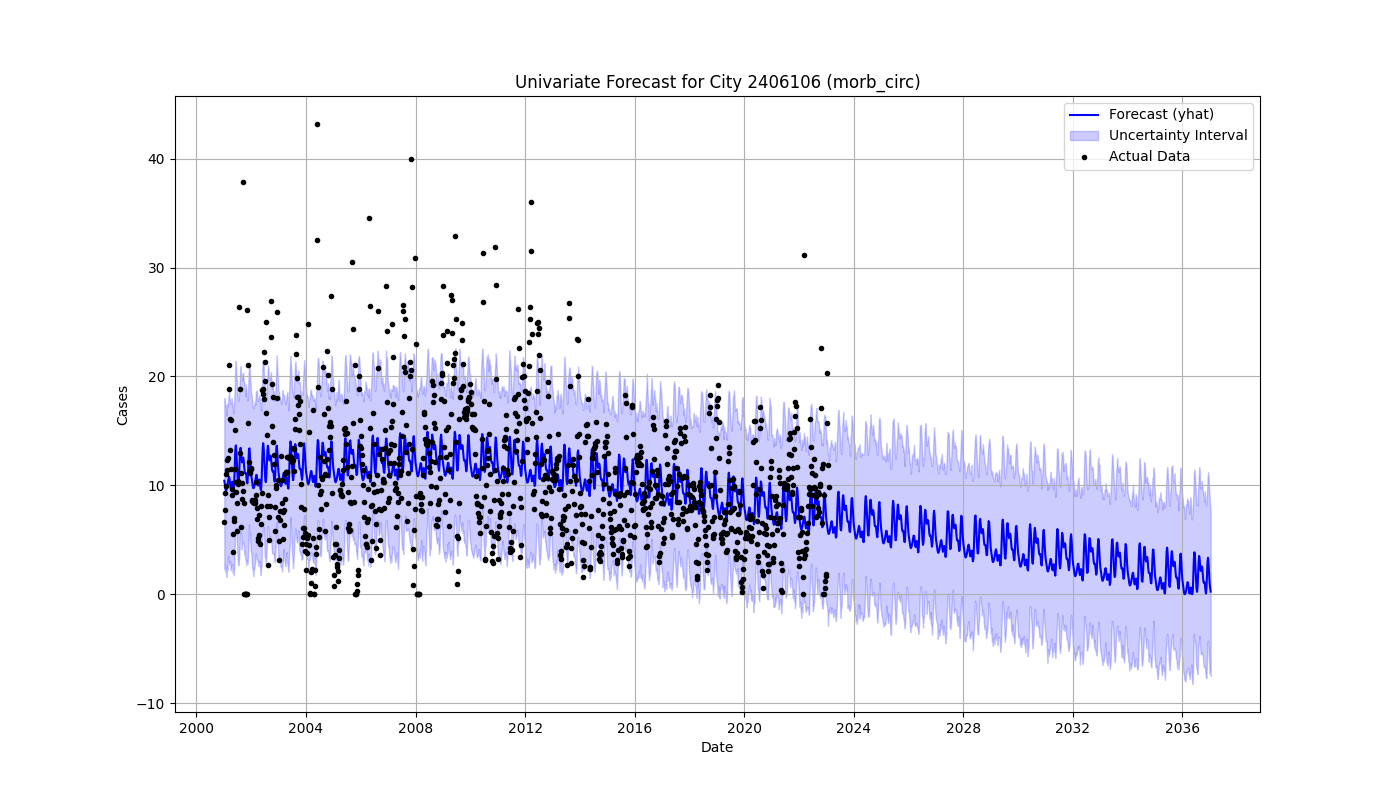 Univariate Forecast for City 2406106 (morb_circ)
Forecast (yhat)
Uncertainty Interval
Actual Data
Cases
40
30
20
10
0
−10
2000 2004 2008 2012 2016 2020 2024 2028 2032 2036
Date